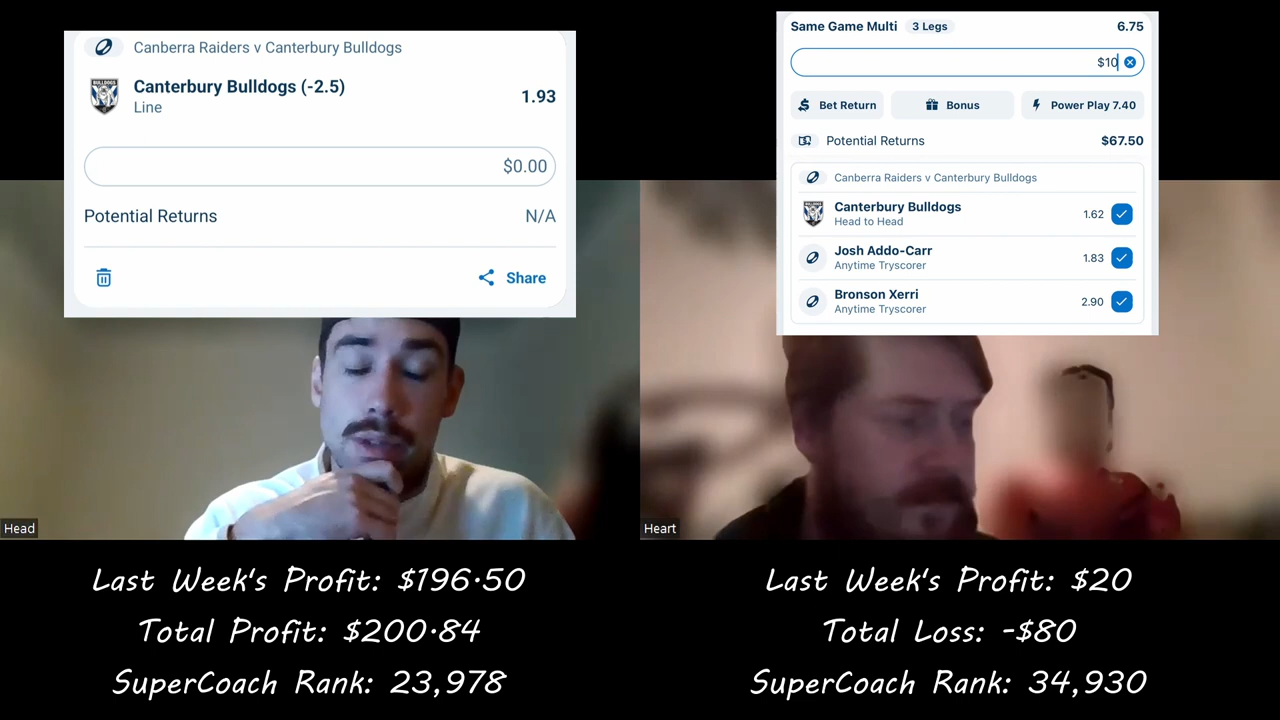 Canberra Raiders v Canterbury Bulldogs
BULLDOGS
Canterbury Bulldogs (-2.5)
Line
1.93
$0.00
Potential Returns N/A
Share
Head
Last Week's Profit: $196.50
Total Profit: $200.84
SuperCoach Rank: 23,978
Same Game Multi 3 Legs 6.75
$10
Bet Return Bonus Power Play 7.40
Potential Returns $67.50
Canberra Raiders v Canterbury Bulldogs
Canterbury Bulldogs
Head to Head
1.62
Josh Addo-Carr
Anytime Tryscorer
1.83
Bronson Xerri
Anytime Tryscorer
2.90
Heart
Last Week's Profit: $20
Total Loss: -$80
SuperCoach Rank: 34,930